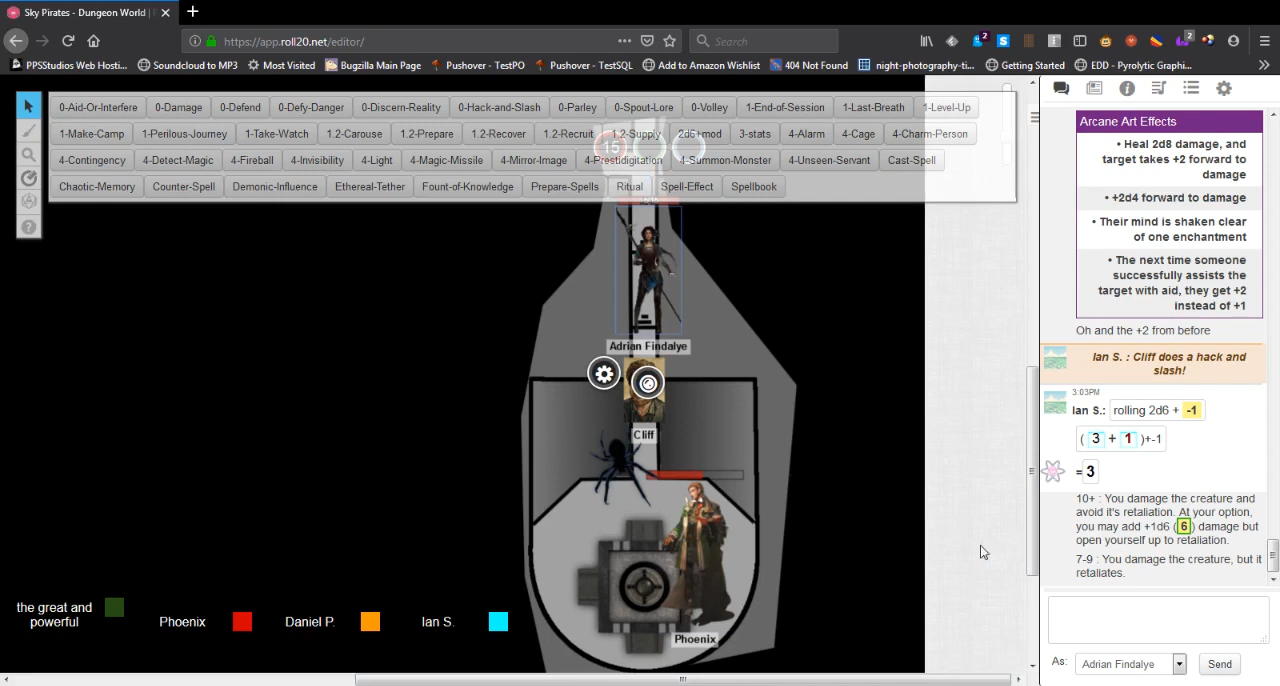 Sky Pirates - Dungeon World |
https://app.roll20.net/editor/
Search
2
2
PPSStudios Web Hosti...
Soundcloud to MP3
Most Visited
Bugzilla Main Page
Pushover - TestPO
Pushover - TestSQL
Add to Amazon Wishlist
404 Not Found
night-photography-ti...
Getting Started
EDD - Pyrolytic Graphi...
0-Aid-Or-Interfere
0-Damage
0-Defend
0-Defy-Danger
0-Discern-Reality
0-Hack-and-Slash
0-Parley
0-Spout-Lore
0-Volley
1-End-of-Session
1-Last-Breath
1-Level-Up
1-Make-Camp
1-Perilous-Journey
1-Take-Watch
1.2-Carouse
1.2-Prepare
1.2-Recover
1.2-Recruit
1.2-Supply
2d6+mod
3-stats
4-Alarm
4-Cage
4-Charm-Person
4-Contingency
4-Detect-Magic
4-Fireball
4-Invisibility
4-Light
4-Magic-Missile
4-Mirror-Image
4-Prestidigitation
4-Summon-Monster
4-Unseen-Servant
Cast-Spell
Chaotic-Memory
Counter-Spell
Demonic-Influence
Ethereal-Tether
Fount-of-Knowledge
Prepare-Spells
Ritual
Spell-Effect
Spellbook
15
Adrian Findalye
Cliff
Phoenix
the great and
powerful
Phoenix
Daniel P.
Ian S.
Arcane Art Effects
• Heal 2d8 damage, and
target takes +2 forward to
damage
• +2d4 forward to damage
• Their mind is shaken clear
of one enchantment
• The next time someone
successfully assists the
target with aid, they get +2
instead of +1
Oh and the +2 from before
Ian S. : Cliff does a hack and
slash!
3:03PM
Ian S.: rolling 2d6 + -1
( 3 + 1 )+-1
= 3
10+ : You damage the creature and
avoid it's retaliation. At your option,
you may add +1d6 ( 6 ) damage but
open yourself up to retaliation.
7-9 : You damage the creature, but it
retaliates.
As:
Adrian Findalye
Send